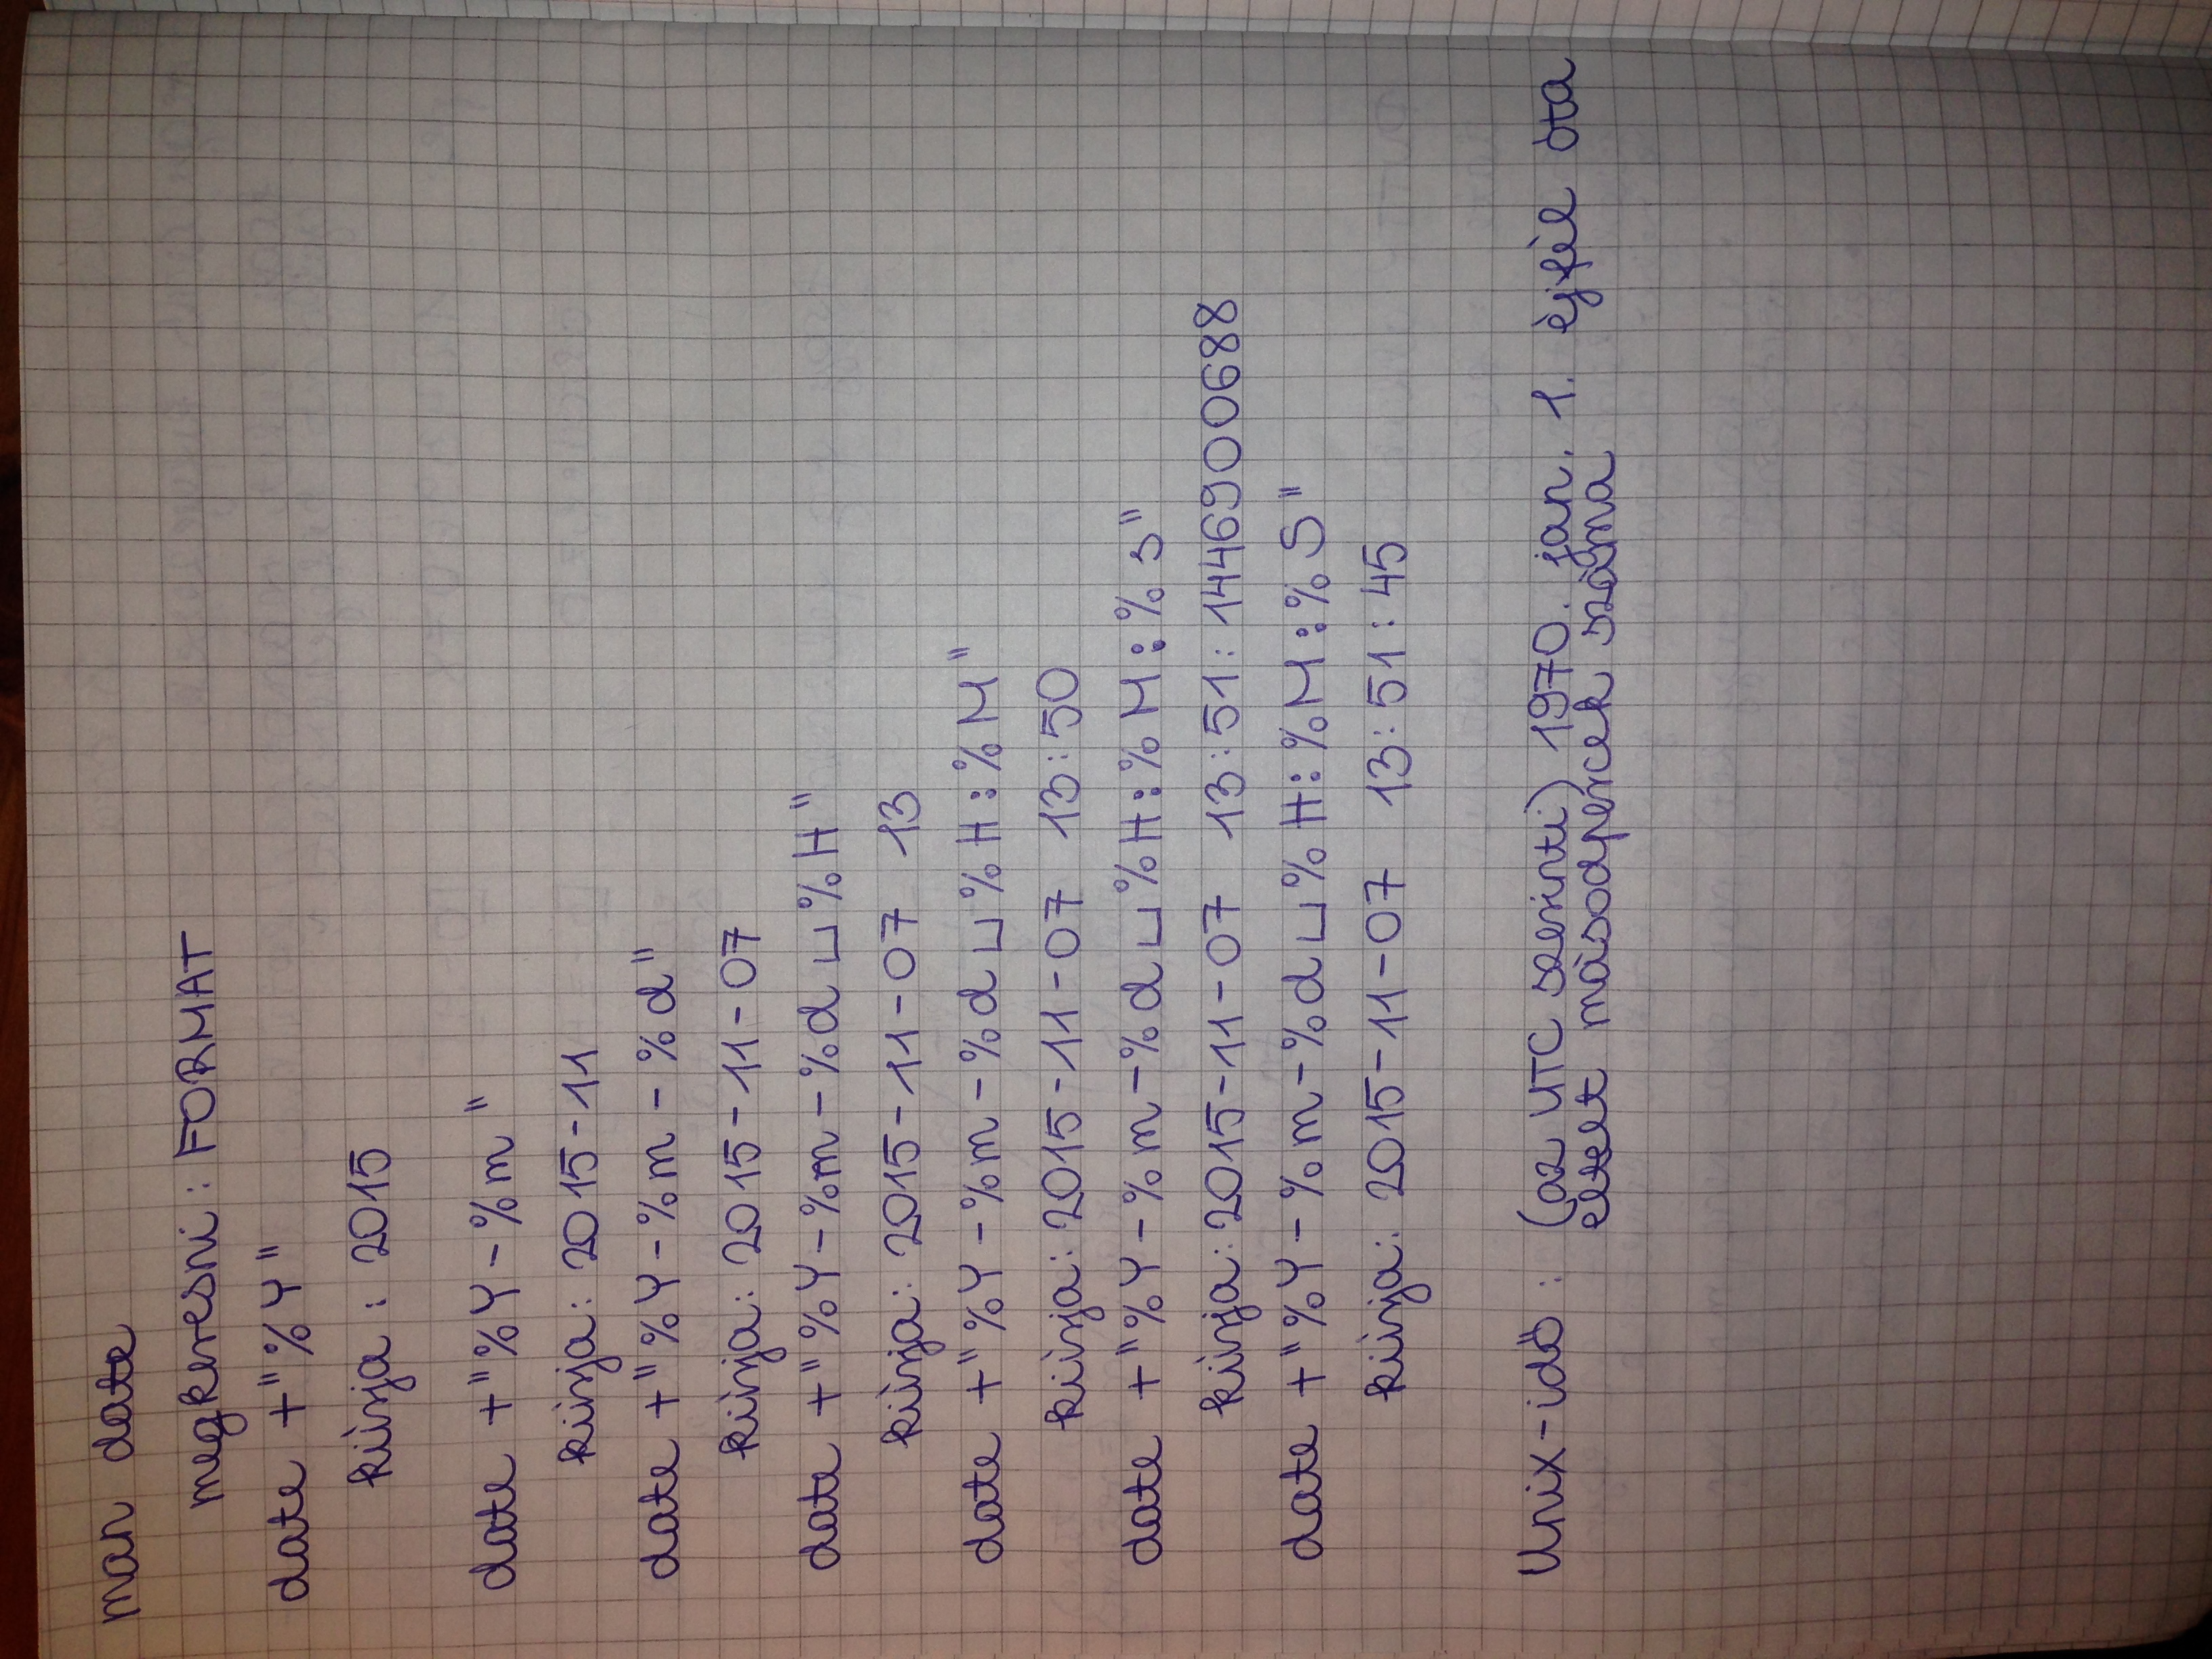 man date
megkeresni: FORMAT
date +"%Y"
kiírja: 2015
date +"%Y-%m"
kiírja: 2015-11
date +"%Y-%m-%d"
kiírja: 2015-11-07
date +"%Y-%m-%d␣%H"
kiírja: 2015-11-07 13
date +"%Y-%m-%d␣%H:%M"
kiírja: 2015-11-07 13:50
date +"%Y-%m-%d␣%H:%M:%s"
kiírja: 2015-11-07 13:51:1446900688
date +"%Y-%m-%d␣%H:%M:%S"
kiírja: 2015-11-07 13:51:45
Unix-idő: (az UTC szerinti) 1970. jan. 1. éjfél óta
eltelt másodpercek száma